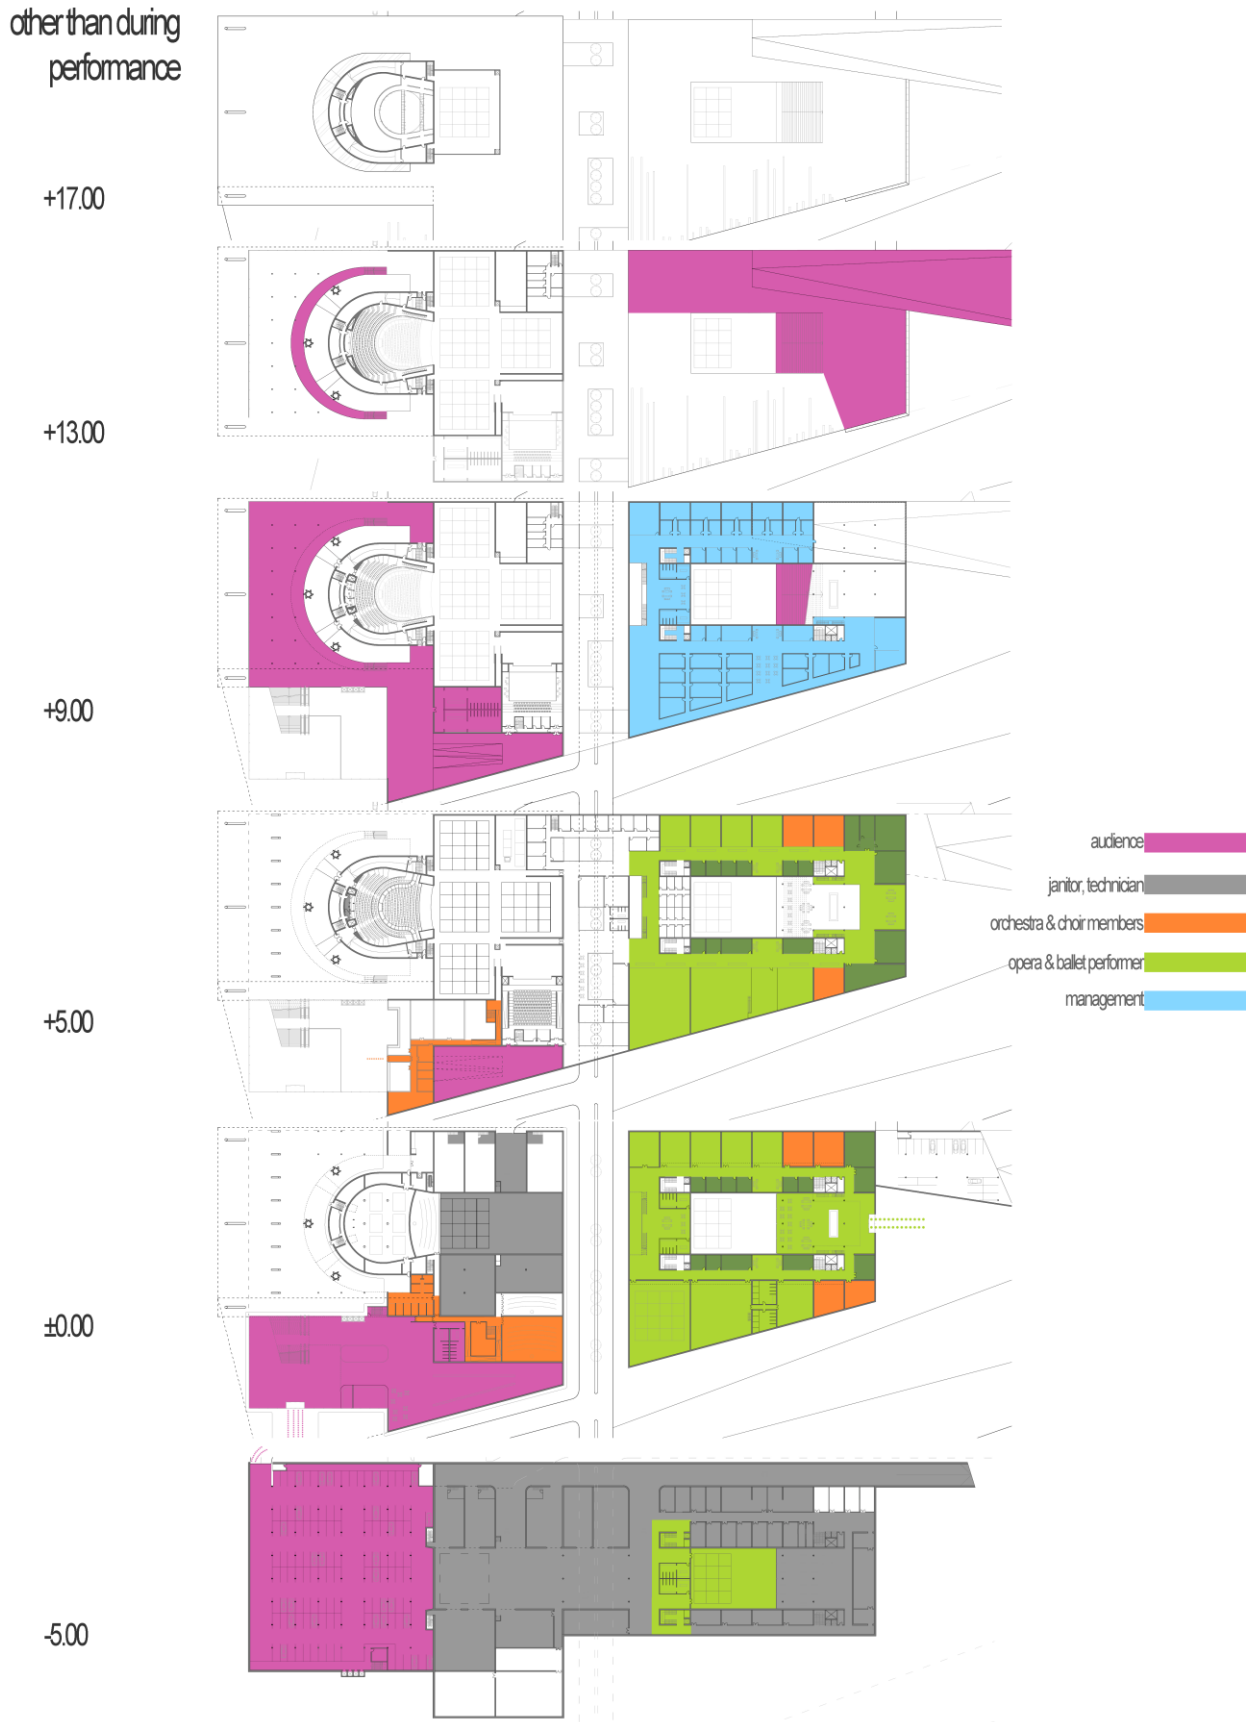 other than during
performance
+17.00
+13.00
+9.00
+5.00
audience
janitor, technician
orchestra & choir members
opera & ballet performer
management
±0.00
-5.00